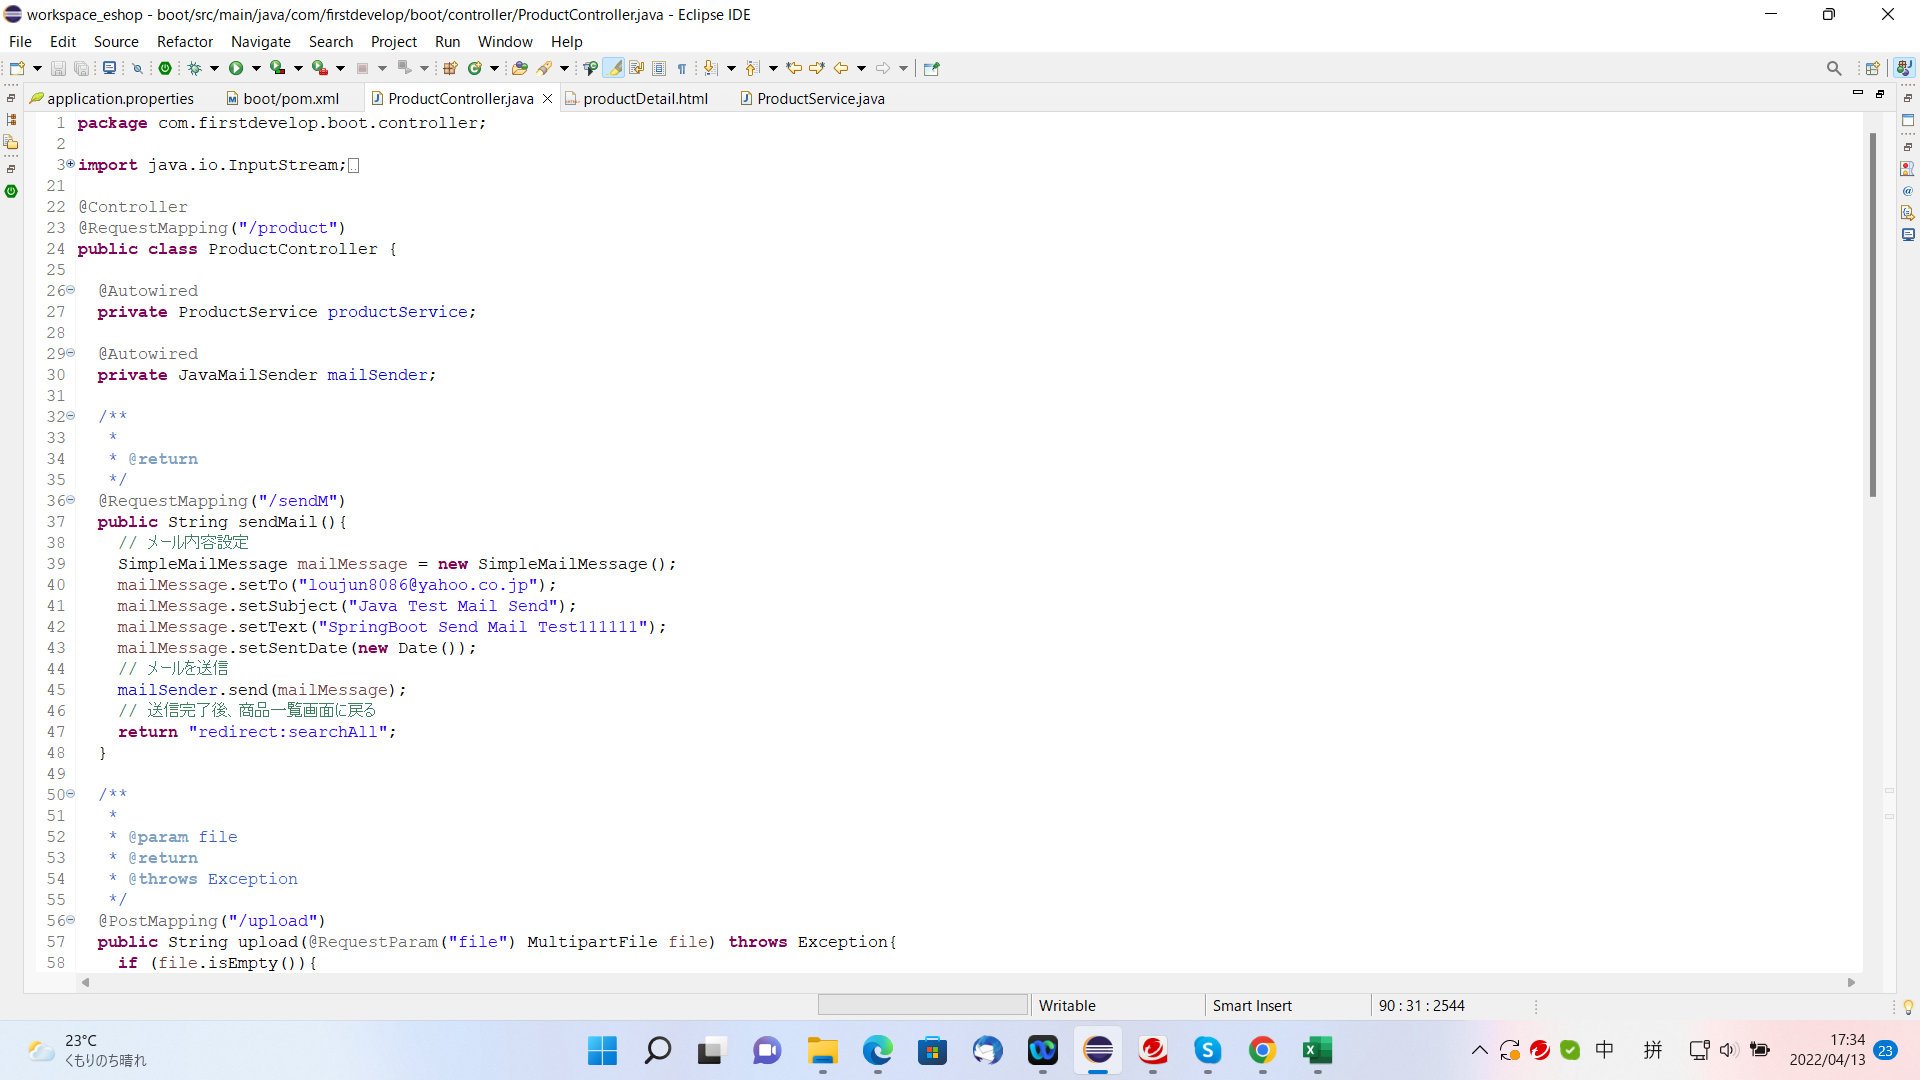 workspace_eshop - boot/src/main/java/com/firstdevelop/boot/controller/ProductController.java - Eclipse IDE
File Edit Source Refactor Navigate Search Project Run Window Help
application.properties boot/pom.xml ProductController.java productDetail.html ProductService.java
1 package com.firstdevelop.boot.controller;
2
3 import java.io.InputStream;
21
22 @Controller
23 @RequestMapping("/product")
24 public class ProductController {
25
26 @Autowired
27 private ProductService productService;
28
29 @Autowired
30 private JavaMailSender mailSender;
31
32 /**
33 *
34 * @return
35 */
36 @RequestMapping("/sendM")
37 public String sendMail(){
38 // メール内容設定
39 SimpleMailMessage mailMessage = new SimpleMailMessage();
40 mailMessage.setTo("loujun8086@yahoo.co.jp");
41 mailMessage.setSubject("Java Test Mail Send");
42 mailMessage.setText("SpringBoot Send Mail Test111111");
43 mailMessage.setSentDate(new Date());
44 // メールを送信
45 mailSender.send(mailMessage);
46 // 送信完了後、商品一覧画面に戻る
47 return "redirect:searchAll";
48 }
49
50 /**
51 *
52 * @param file
53 * @return
54 * @throws Exception
55 */
56 @PostMapping("/upload")
57 public String upload(@RequestParam("file") MultipartFile file) throws Exception{
58 if (file.isEmpty()){
Writable Smart Insert 90 : 31 : 2544
23°C
くもりのち晴れ
中 拼
17:34
2022/04/13 23